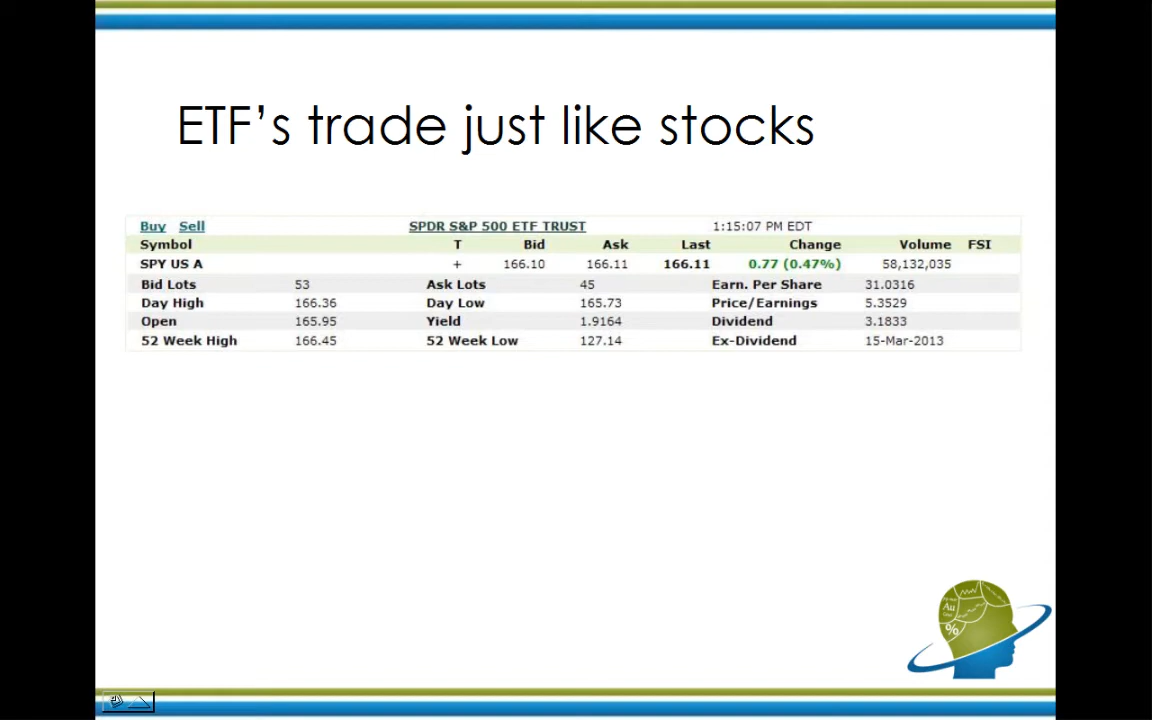 ETF's trade just like stocks
Buy Sell SPDR S&P 500 ETF TRUST 1:15:07 PM EDT
Symbol T Bid Ask Last Change Volume FSI
SPY US A + 166.10 166.11 166.11 0.77 (0.47%) 58,132,035
Bid Lots 53 Ask Lots 45 Earn. Per Share 31.0316
Day High 166.36 Day Low 165.73 Price/Earnings 5.3529
Open 165.95 Yield 1.9164 Dividend 3.1833
52 Week High 166.45 52 Week Low 127.14 Ex-Dividend 15-Mar-2013
Au
%